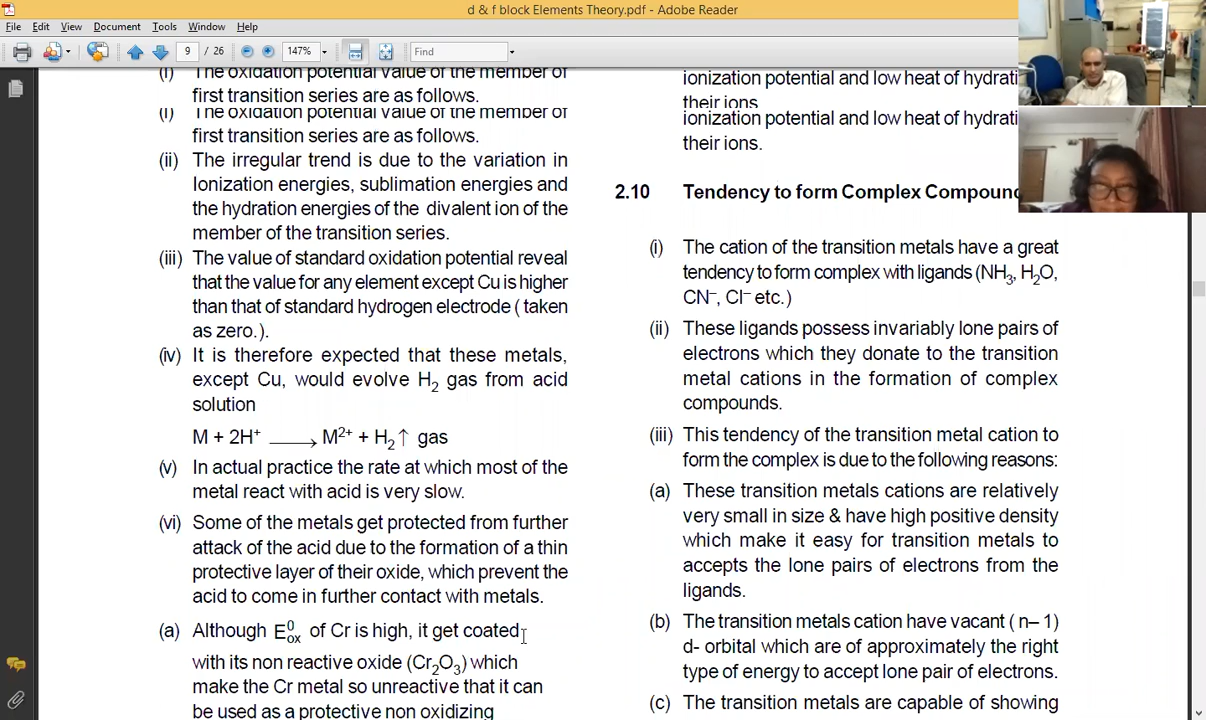 d & f block Elements Theory.pdf - Adobe Reader
File Edit View Document Tools Window Help
9 / 26 147% Find
(i) The oxidation potential value of the member of
first transition series are as follows.
(i) The oxidation potential value of the member of
first transition series are as follows.
(ii) The irregular trend is due to the variation in
Ionization energies, sublimation energies and
the hydration energies of the divalent ion of the
member of the transition series.
(iii) The value of standard oxidation potential reveal
that the value for any element except Cu is higher
than that of standard hydrogen electrode ( taken
as zero.).
(iv) It is therefore expected that these metals,
except Cu, would evolve H₂ gas from acid
solution
M + 2H⁺ ⟶ M²⁺ + H₂↑ gas
(v) In actual practice the rate at which most of the
metal react with acid is very slow.
(vi) Some of the metals get protected from further
attack of the acid due to the formation of a thin
protective layer of their oxide, which prevent the
acid to come in further contact with metals.
(a) Although E⁰ₒₓ of Cr is high, it get coated
with its non reactive oxide (Cr₂O₃) which
make the Cr metal so unreactive that it can
be used as a protective non oxidizing
ionization potential and low heat of hydrati
their ions
ionization potential and low heat of hydrati
their ions.
2.10 Tendency to form Complex Compoun
(i) The cation of the transition metals have a great
tendency to form complex with ligands (NH₃, H₂O,
CN⁻, Cl⁻ etc.)
(ii) These ligands possess invariably lone pairs of
electrons which they donate to the transition
metal cations in the formation of complex
compounds.
(iii) This tendency of the transition metal cation to
form the complex is due to the following reasons:
(a) These transition metals cations are relatively
very small in size & have high positive density
which make it easy for transition metals to
accepts the lone pairs of electrons from the
ligands.
(b) The transition metals cation have vacant ( n– 1)
d- orbital which are of approximately the right
type of energy to accept lone pair of electrons.
(c) The transition metals are capable of showing